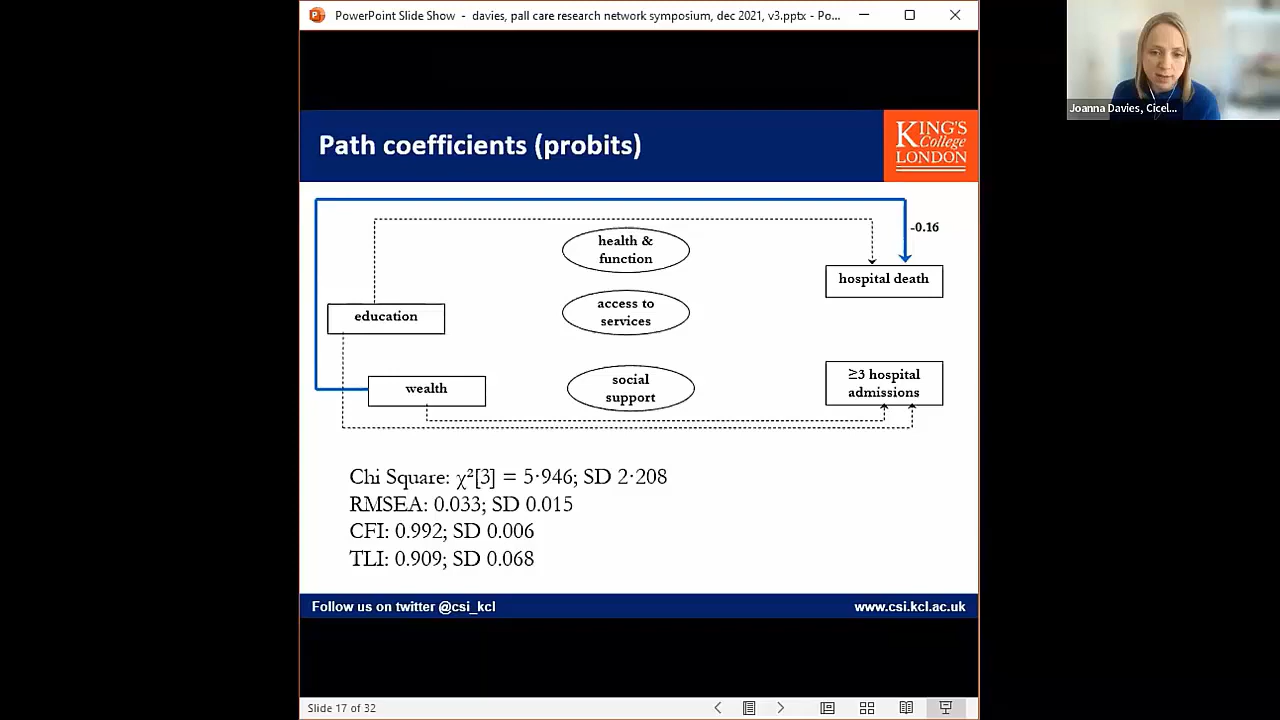 PowerPoint Slide Show - davies, pall care research network symposium, dec 2021, v3.pptx - Po...
Joanna Davies, Cicel...
Path coefficients (probits)
KING'S
College
LONDON
-0.16
health &
function
hospital death
access to
services
education
≥3 hospital
admissions
social
support
wealth
Chi Square: χ²[3] = 5·946; SD 2·208
RMSEA: 0.033; SD 0.015
CFI: 0.992; SD 0.006
TLI: 0.909; SD 0.068
Follow us on twitter @csi_kcl
www.csi.kcl.ac.uk
Slide 17 of 32